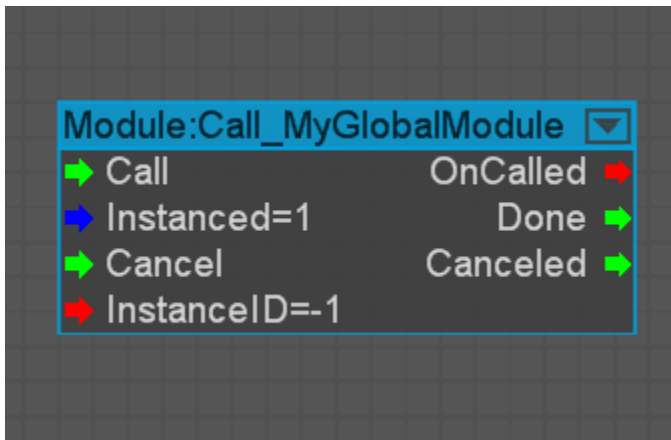 Module:Call_MyGlobalModule
Call OnCalled
Instanced=1 Done
Cancel Canceled
InstanceID=-1